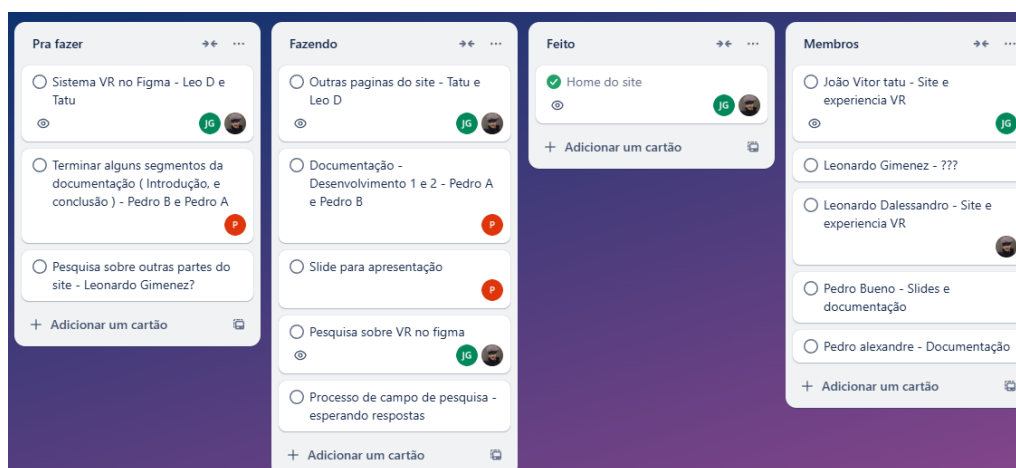 Pra fazer
Sistema VR no Figma - Leo D e
Tatu
JG
Terminar alguns segmentos da
documentação ( Introdução, e
conclusão ) - Pedro B e Pedro A
P
Pesquisa sobre outras partes do
site - Leonardo Gimenez?
+ Adicionar um cartão
Fazendo
Outras paginas do site - Tatu e
Leo D
JG
Documentação -
Desenvolvimento 1 e 2 - Pedro A
e Pedro B
P
Slide para apresentação
P
Pesquisa sobre VR no figma
JG
Processo de campo de pesquisa -
esperando respostas
+ Adicionar um cartão
Feito
Home do site
JG
+ Adicionar um cartão
Membros
João Vitor tatu - Site e
experiencia VR
JG
Leonardo Gimenez - ???
Leonardo Dalessandro - Site e
experiencia VR
Pedro Bueno - Slides e
documentação
Pedro alexandre - Documentação
+ Adicionar um cartão